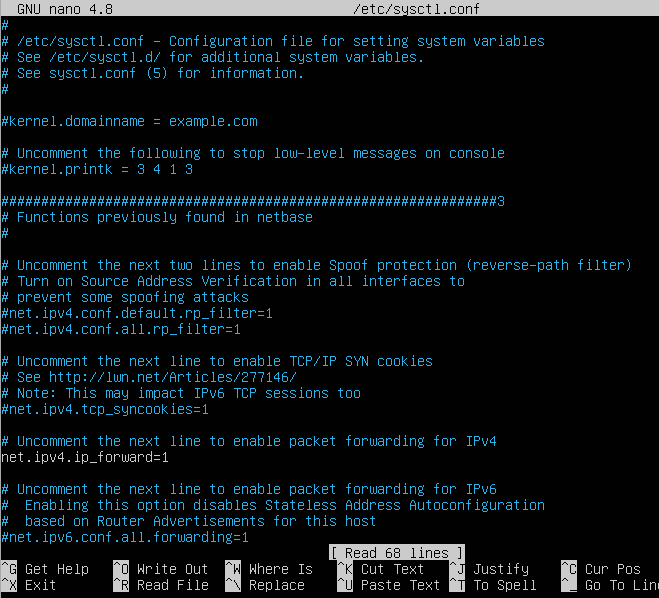 GNU nano 4.8 /etc/sysctl.conf
#
# /etc/sysctl.conf - Configuration file for setting system variables
# See /etc/sysctl.d/ for additional system variables.
# See sysctl.conf (5) for information.
#
#kernel.domainname = example.com
# Uncomment the following to stop low-level messages on console
#kernel.printk = 3 4 1 3
##############################################################3
# Functions previously found in netbase
#
# Uncomment the next two lines to enable Spoof protection (reverse-path filter)
# Turn on Source Address Verification in all interfaces to
# prevent some spoofing attacks
#net.ipv4.conf.default.rp_filter=1
#net.ipv4.conf.all.rp_filter=1
# Uncomment the next line to enable TCP/IP SYN cookies
# See http://lwn.net/Articles/277146/
# Note: This may impact IPv6 TCP sessions too
#net.ipv4.tcp_syncookies=1
# Uncomment the next line to enable packet forwarding for IPv4
net.ipv4.ip_forward=1
# Uncomment the next line to enable packet forwarding for IPv6
#  Enabling this option disables Stateless Address Autoconfiguration
#  based on Router Advertisements for this host
#net.ipv6.conf.all.forwarding=1
[ Read 68 lines ]
^G Get Help ^O Write Out ^W Where Is ^K Cut Text ^J Justify ^C Cur Pos
^X Exit ^R Read File ^\ Replace ^U Paste Text ^T To Spell ^_ Go To Lin